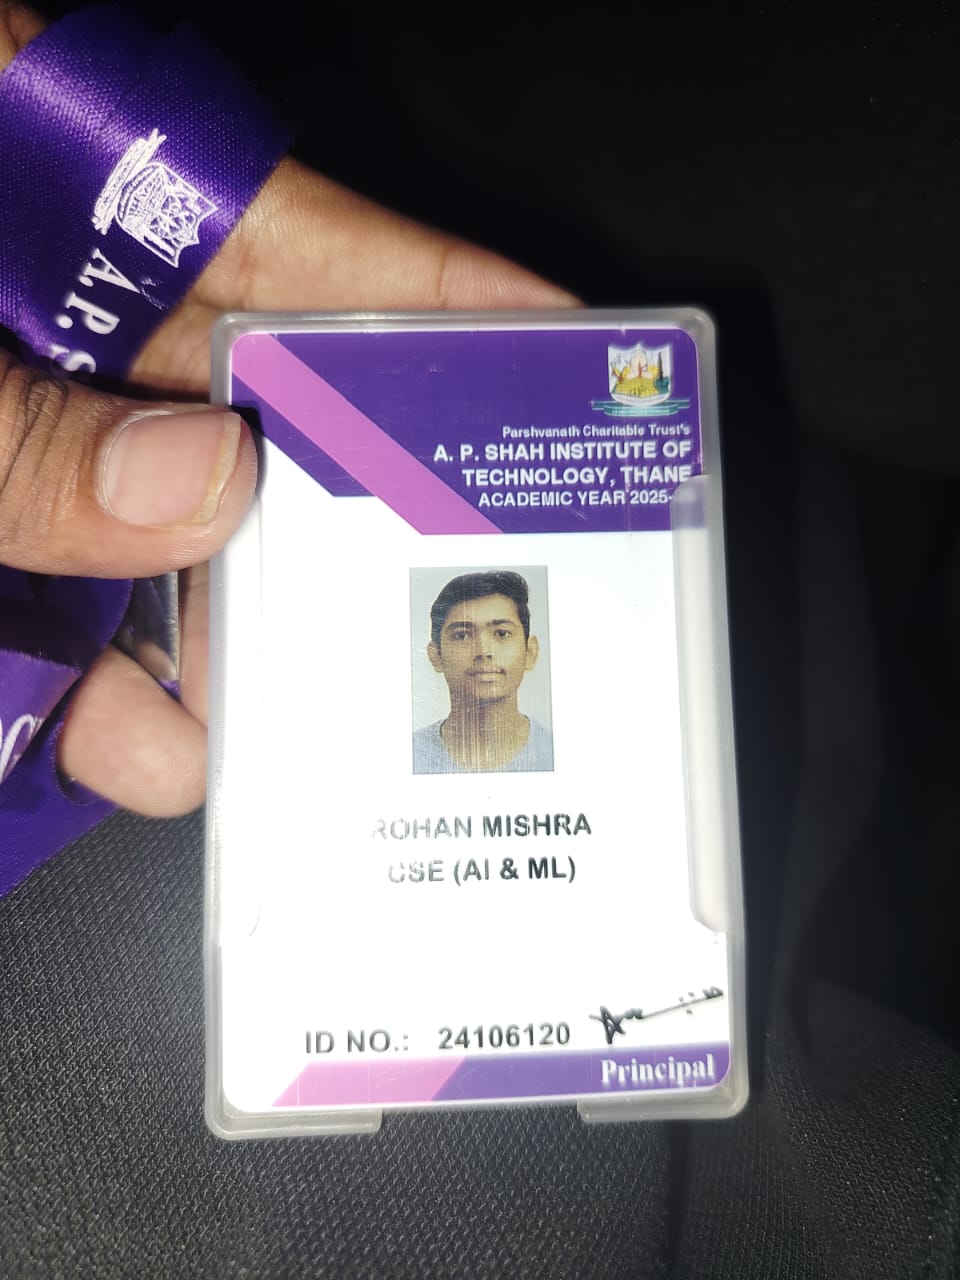 A.P.S
Parshvanath Charitable Trust's
A. P. SHAH INSTITUTE OF
TECHNOLOGY, THANE
ACADEMIC YEAR 2025-
ROHAN MISHRA
CSE (AI & ML)
ID NO.: 24106120
Principal